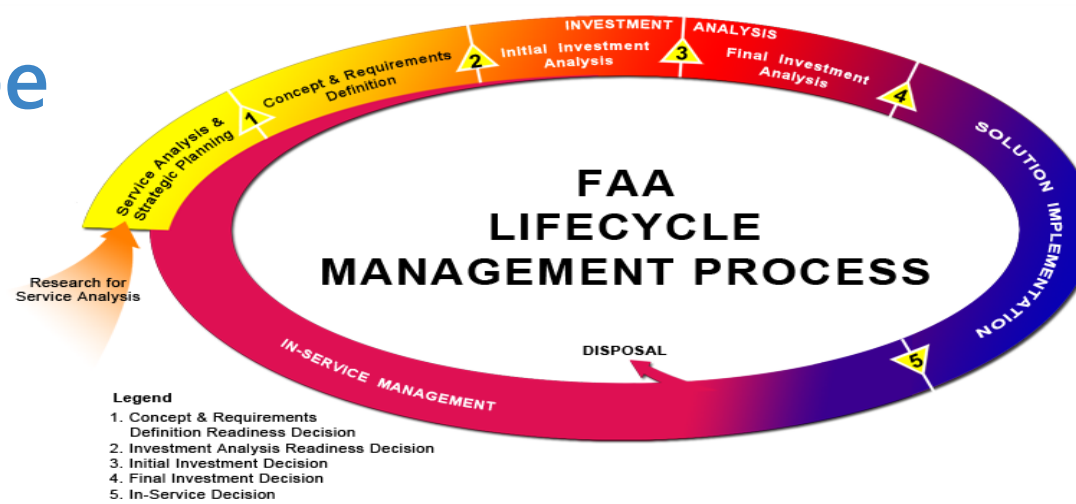 e
INVESTMENT ANALYSIS
Initial Investment
Analysis
Final Investment
Analysis
Concept & Requirements
Definition
Service Analysis &
Strategic Planning
1
2
3
4
5
SOLUTION IMPLEMENTATION
FAA
LIFECYCLE
MANAGEMENT PROCESS
Research for
Service Analysis
DISPOSAL
IN-SERVICE MANAGEMENT
Legend
1. Concept & Requirements
Definition Readiness Decision
2. Investment Analysis Readiness Decision
3. Initial Investment Decision
4. Final Investment Decision
5. In-Service Decision